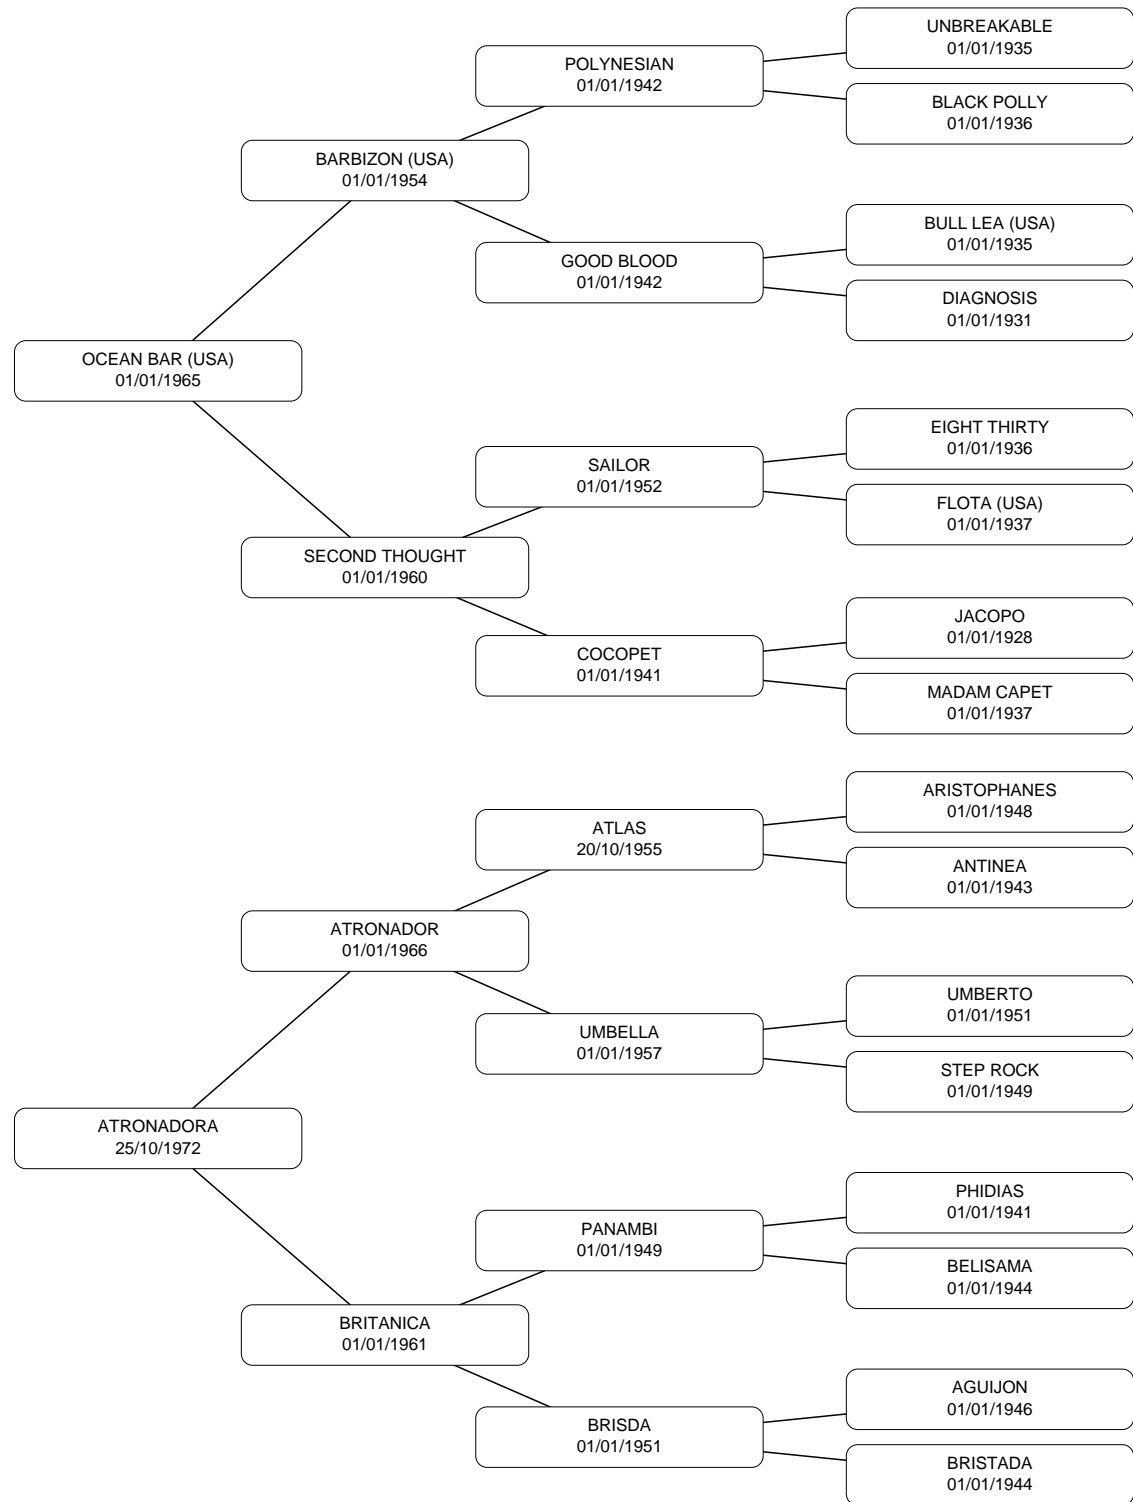 UNBREAKABLE
01/01/1935
POLYNESIAN
01/01/1942
BLACK POLLY
01/01/1936
BARBIZON (USA)
01/01/1954
BULL LEA (USA)
01/01/1935
GOOD BLOOD
01/01/1942
DIAGNOSIS
01/01/1931
OCEAN BAR (USA)
01/01/1965
EIGHT THIRTY
01/01/1936
SAILOR
01/01/1952
FLOTA (USA)
01/01/1937
SECOND THOUGHT
01/01/1960
JACOPO
01/01/1928
COCOPET
01/01/1941
MADAM CAPET
01/01/1937
ARISTOPHANES
01/01/1948
ATLAS
20/10/1955
ANTINEA
01/01/1943
ATRONADOR
01/01/1966
UMBERTO
01/01/1951
UMBELLA
01/01/1957
STEP ROCK
01/01/1949
ATRONADORA
25/10/1972
PHIDIAS
01/01/1941
PANAMBI
01/01/1949
BELISAMA
01/01/1944
BRITANICA
01/01/1961
AGUIJON
01/01/1946
BRISDA
01/01/1951
BRISTADA
01/01/1944